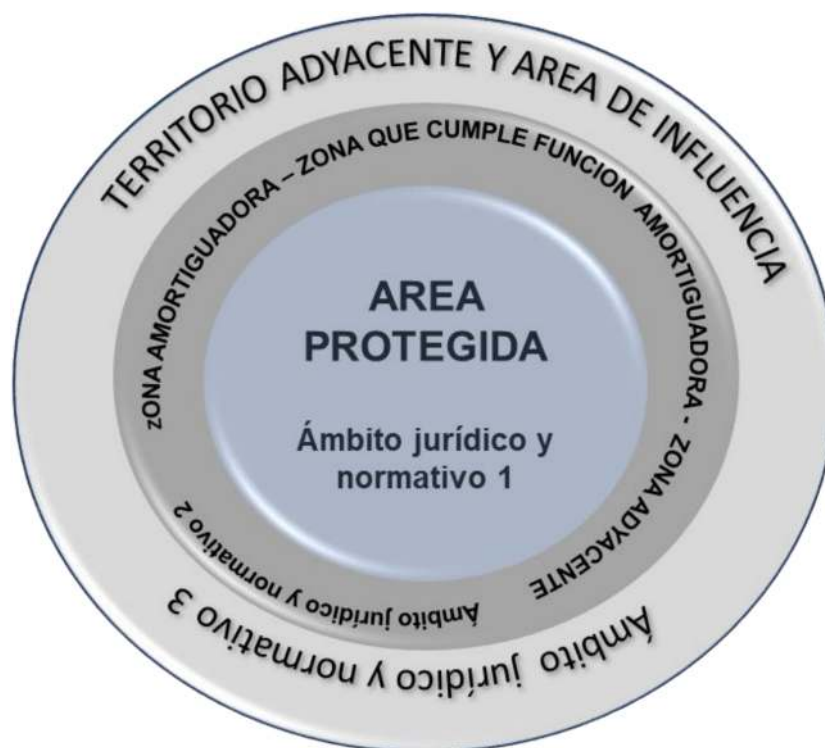 TERRITORIO ADYACENTE Y AREA DE INFLUENCIA
ZONA AMORTIGUADORA – ZONA QUE CUMPLE FUNCION AMORTIGUADORA - ZONA ADYACENTE
AREA
PROTEGIDA
Ámbito jurídico y
normativo 1
Ámbito jurídico y normativo 2
Ámbito jurídico y normativo 3